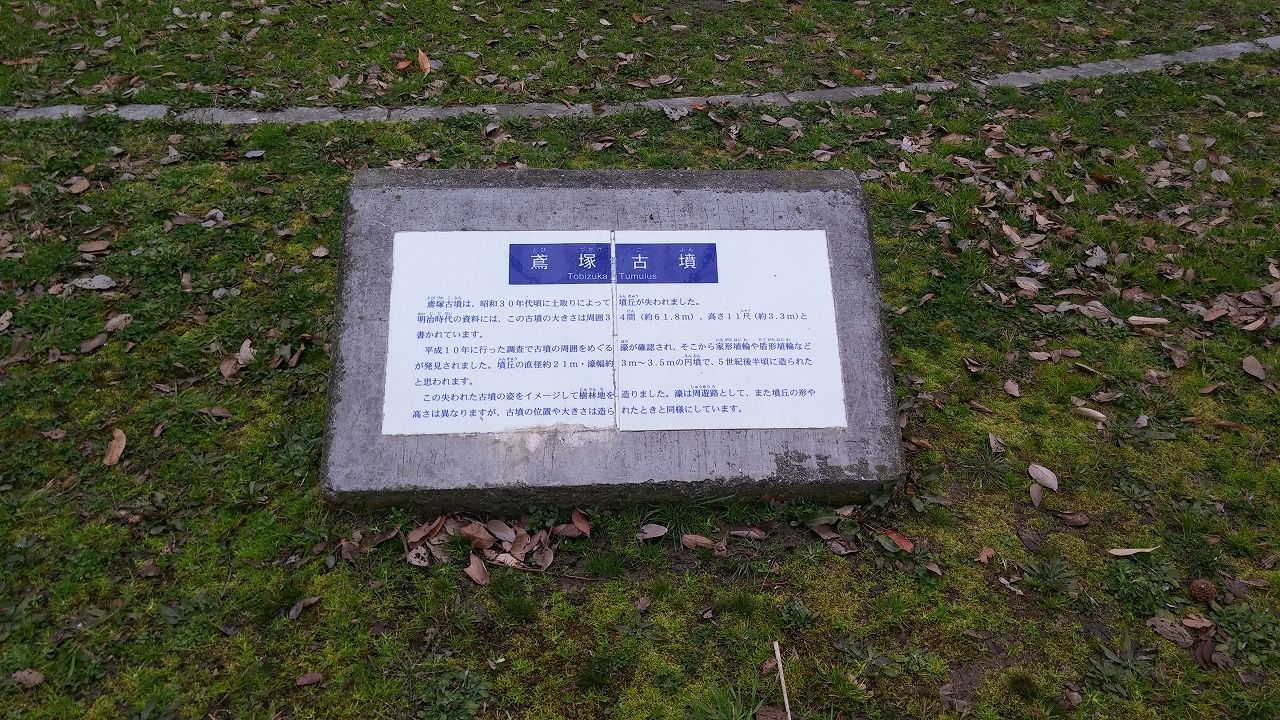 鳶塚古墳
Tobizuka Tumulus
鳶塚古墳は、昭和30年代頃に土取りによって墳丘が失われました。
明治時代の資料には、この古墳の大きさは周囲34間（約61.8m）、高さ11尺（約3.3m）と
書かれています。
平成10年に行った調査で古墳の周囲をめぐる濠が確認され、そこから家形埴輪や盾形埴輪など
が発見されました。墳丘の直径約21m・濠幅約3m～3.5mの円墳で、5世紀後半頃に造られた
と思われます。
この失われた古墳の姿をイメージして樹林地を造りました。濠は周遊路として、また墳丘の形や
高さは異なりますが、古墳の位置や大きさは造られたときと同様にしています。